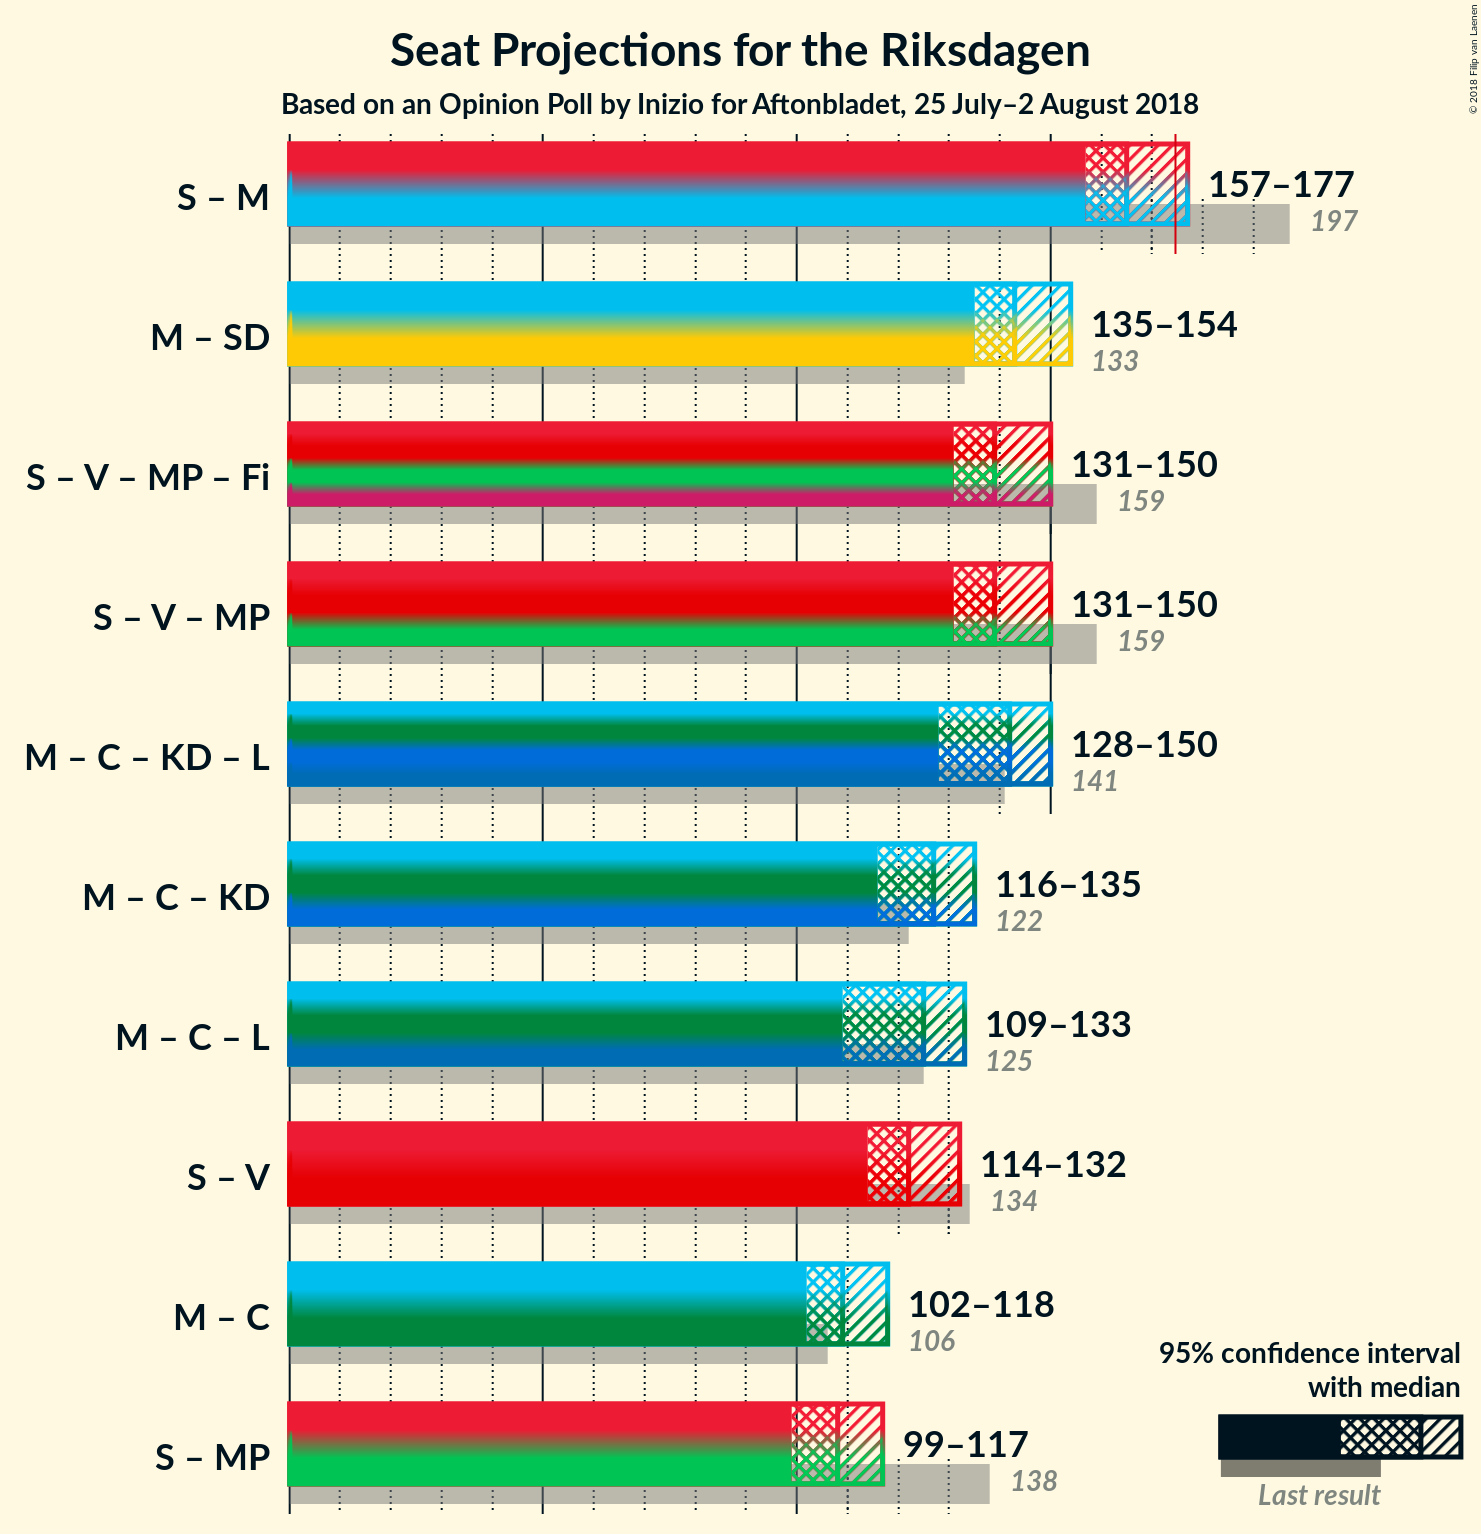 Seat Projections for the Riksdagen
Based on an Opinion Poll by Inizio for Aftonbladet, 25 July–2 August 2018
© 2018 Filip van Laenen
S – M
157–177
197
M – SD
135–154
133
S – V – MP – Fi
131–150
159
S – V – MP
131–150
159
M – C – KD – L
128–150
141
M – C – KD
116–135
122
M – C – L
109–133
125
S – V
114–132
134
M – C
102–118
106
S – MP
99–117
138
95% confidence interval
with median
Last result